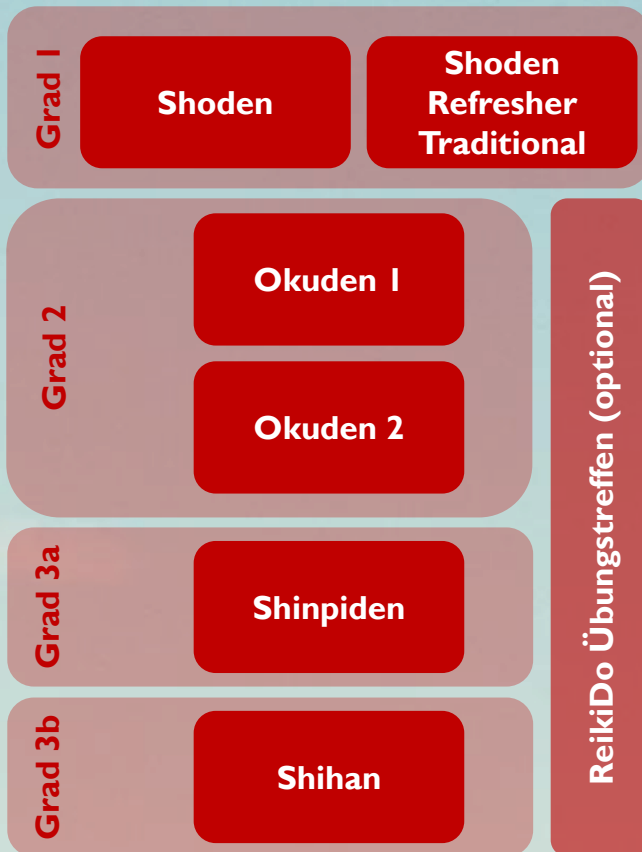 Grad 1
Shoden
Shoden
Refresher
Traditional
Grad 2
Okuden 1
Okuden 2
Grad 3a
Shinpiden
Grad 3b
Shihan
ReikiDo Übungstreffen (optional)